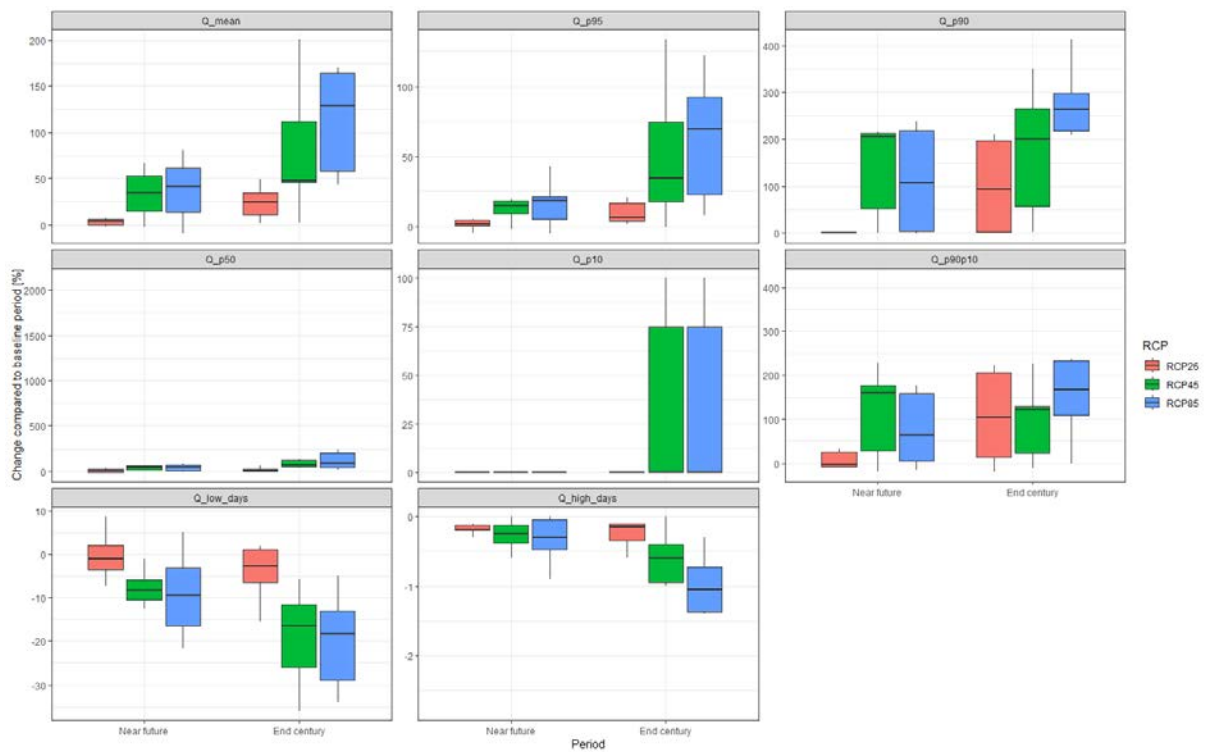 Q_mean
Q_p95
Q_p90
200
150
100
50
0
100
50
0
400
300
200
100
0
Q_p50
Q_p10
Q_p90p10
Change compared to baseline period [%]
2000
1500
1000
500
0
100
75
50
25
0
400
300
200
100
0
Near future
End century
RCP
RCP26
RCP45
RCP85
Q_low_days
Q_high_days
10
0
-10
-20
-30
0
-1
-2
Near future
End century
Near future
End century
Period